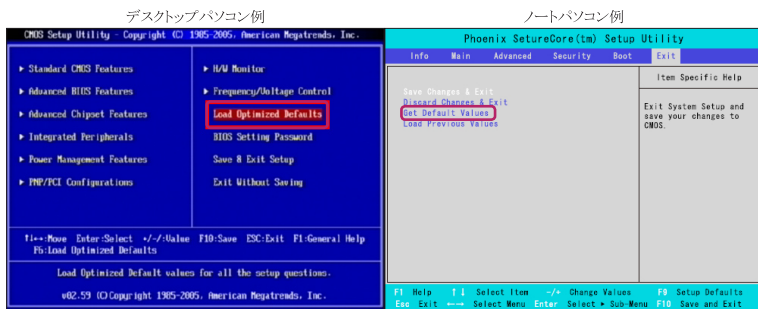 デスクトップパソコン例
ノートパソコン例
CMOS Setup Utility - Copyright (C) 1985-2005, American Megatrends, Inc.
▸ Standard CMOS Features
▸ H/W Monitor
▸ Advanced BIOS Features
▸ Frequency/Voltage Control
▸ Advanced Chipset Features
Load Optimized Defaults
▸ Integrated Peripherals
BIOS Setting Password
▸ Power Management Features
Save & Exit Setup
▸ PNP/PCI Configurations
Exit Without Saving
↑↓←→:Move Enter:Select +/-/:Value F10:Save ESC:Exit F1:General Help
F6:Load Optimized Defaults
Load Optimized Default values for all the setup questions.
v02.59 (C)Copyright 1985-2005, American Megatrends, Inc.
Phoenix SetureCore(tm) Setup Utility
Info Main Advanced Security Boot Exit
Item Specific Help
Save Changes & Exit
Discard Changes & Exit
Get Default Values
Load Previous Values
Exit System Setup and
save your changes to
CMOS.
F1 Help ↑↓ Select Item -/+ Change Values F9 Setup Defaults
Esc Exit ←→ Select Menu Enter Select ▸ Sub-Menu F10 Save and Exit